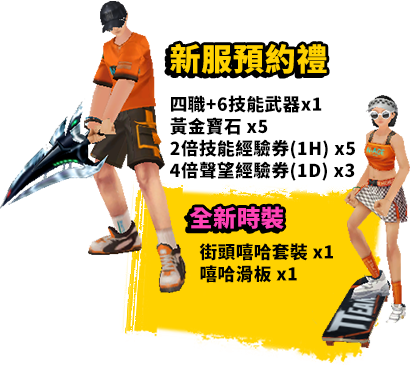 新服預約禮
四職+6技能武器x1
黃金寶石 x5
2倍技能經驗券(1H) x5
4倍聲望經驗券(1D) x3
全新時裝
街頭嘻哈套裝 x1
嘻哈滑板 x1